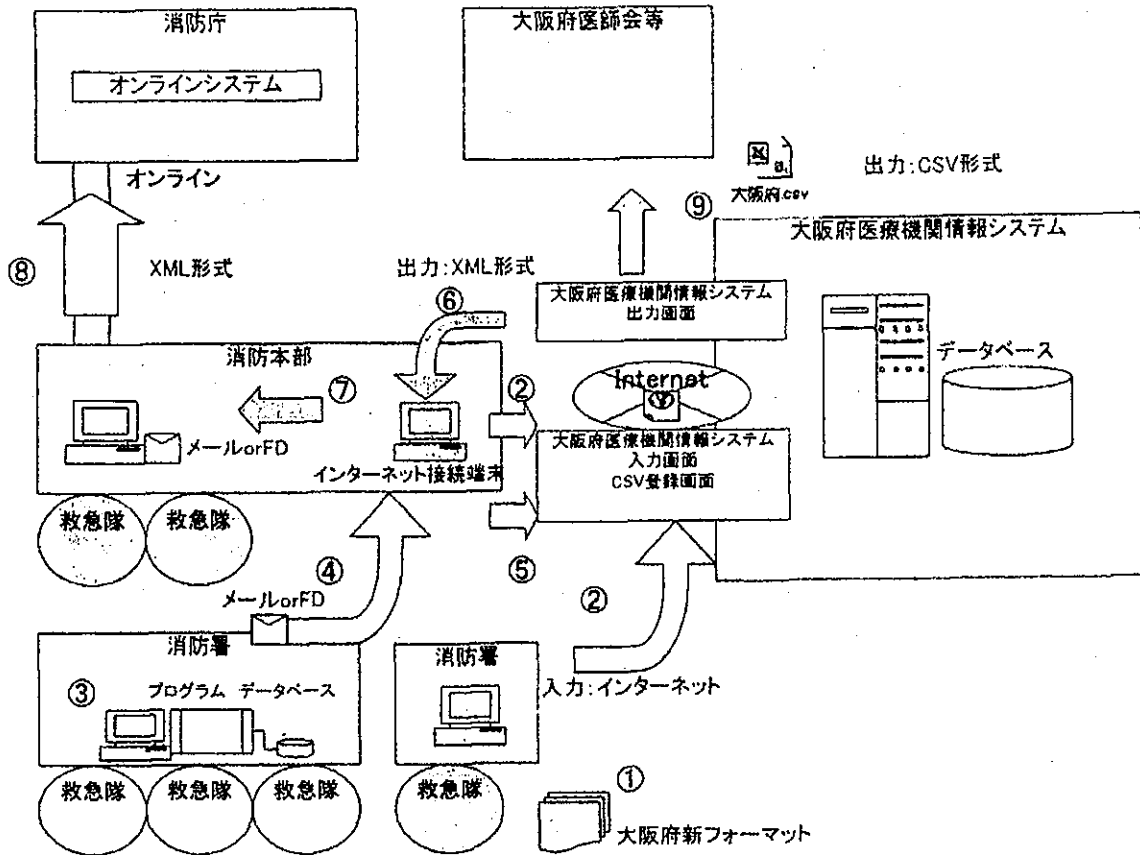 消防庁
オンラインシステム
大阪府医師会等
オンライン
大阪府.csv
出力:CSV形式
⑧
XML形式
出力:XML形式
⑨
大阪府医療機関情報システム
⑥
大阪府医療機関情報システム
出力画面
消防本部
⑦
②
Internet
データベース
メールorFD
インターネット接続端末
大阪府医療機関情報システム
入力画面
CSV登録画面
救急隊
救急隊
④
⑤
②
メールorFD
消防署
③
プログラム
データベース
消防署
入力:インターネット
救急隊
救急隊
救急隊
救急隊
①
大阪府新フォーマット